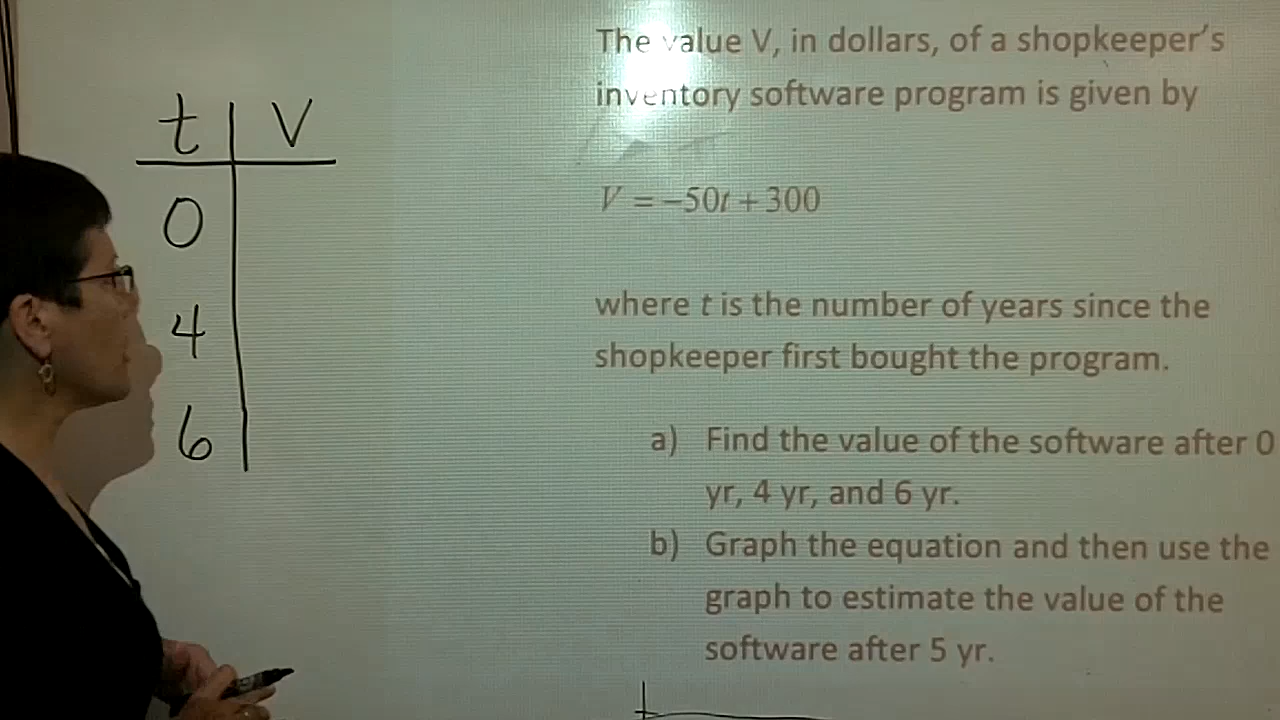 t V
0
4
6
The value V, in dollars, of a shopkeeper's
inventory software program is given by
V = −50t + 300
where t is the number of years since the
shopkeeper first bought the program.
a) Find the value of the software after 0
yr, 4 yr, and 6 yr.
b) Graph the equation and then use the
graph to estimate the value of the
software after 5 yr.